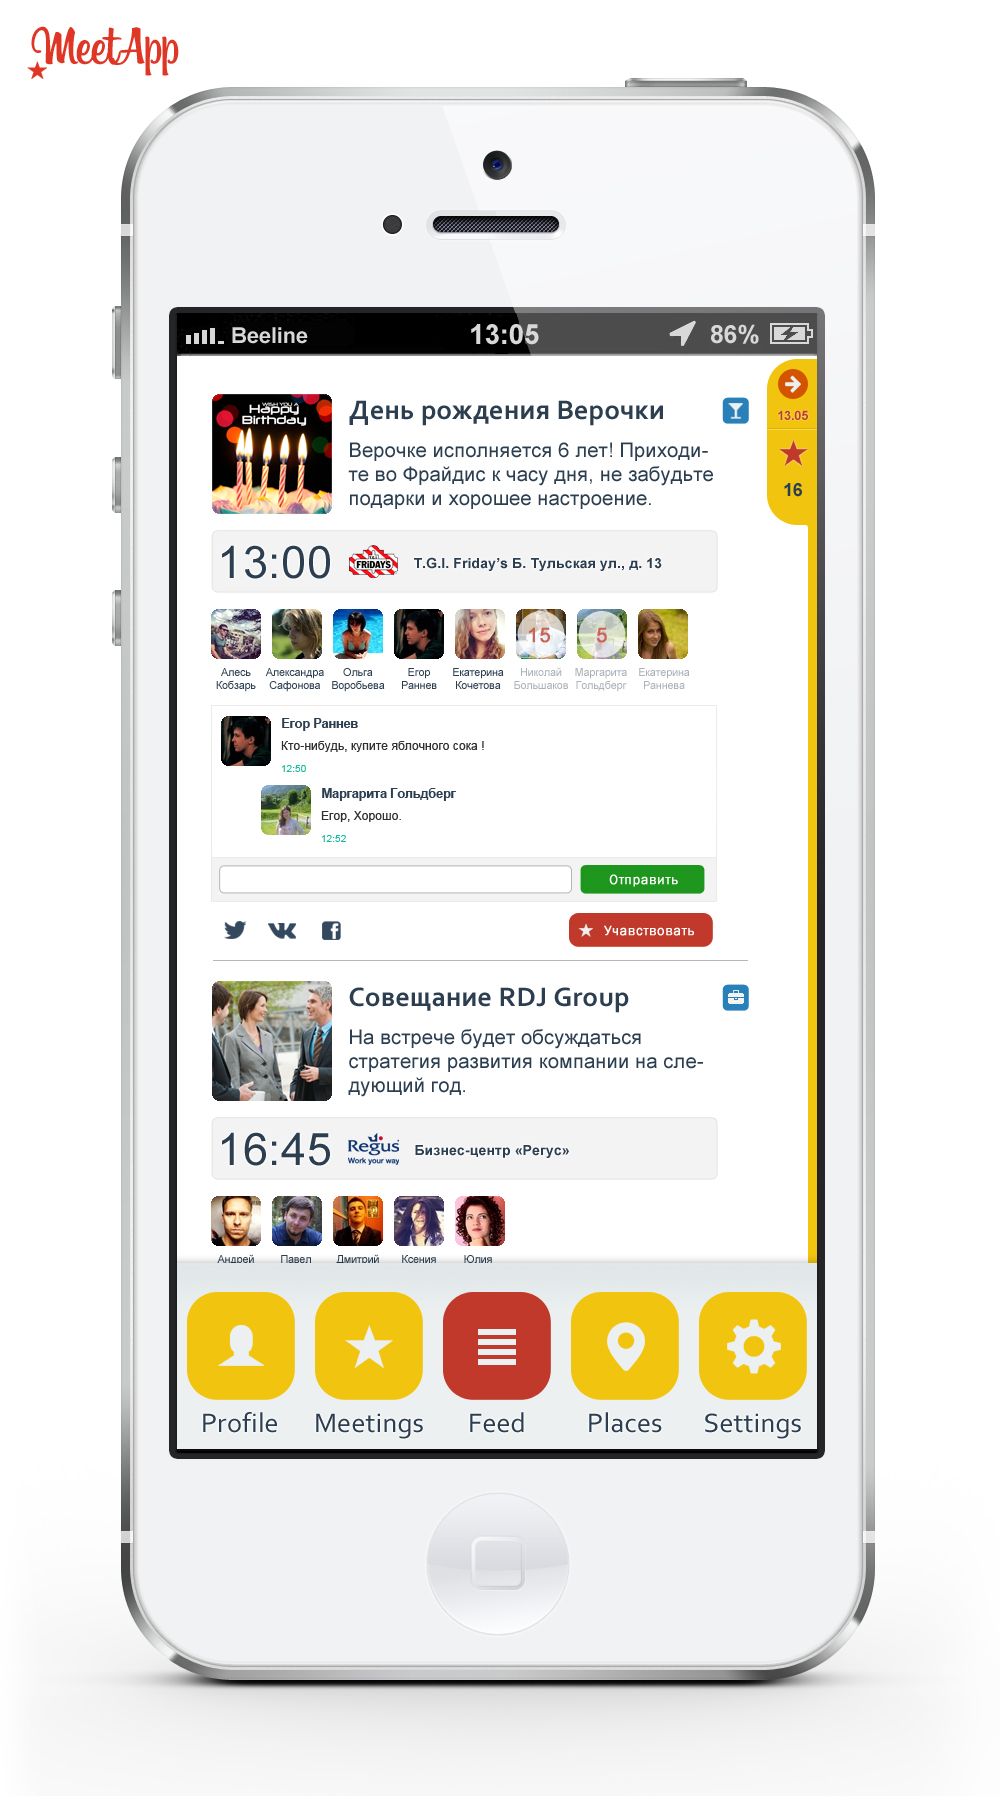 MeetApp
Beeline
13:05
86%
13.05
16
WISH YOU A
Happy
Birthday
День рождения Верочки
Верочке исполняется 6 лет! Приходи-
те во Фрайдис к часу дня, не забудьте
подарки и хорошее настроение.
13:00
FRIDAYS
T.G.I. Friday's Б. Тульская ул., д. 13
15
5
Алесь
Кобзарь
Александра
Сафонова
Ольга
Воробьева
Егор
Раннев
Екатерина
Кочетова
Николай
Большаков
Маргарита
Гольдберг
Екатерина
Раннева
Егор Раннев
Кто-нибудь, купите яблочного сока !
12:50
Маргарита Гольдберг
Егор, Хорошо.
12:52
Отправить
Учавствовать
Совещание RDJ Group
На встрече будет обсуждаться
стратегия развития компании на сле-
дующий год.
16:45
Regus
Work your way
Бизнес-центр «Регус»
Андрей
Павел
Дмитрий
Ксения
Юлия
Profile
Meetings
Feed
Places
Settings